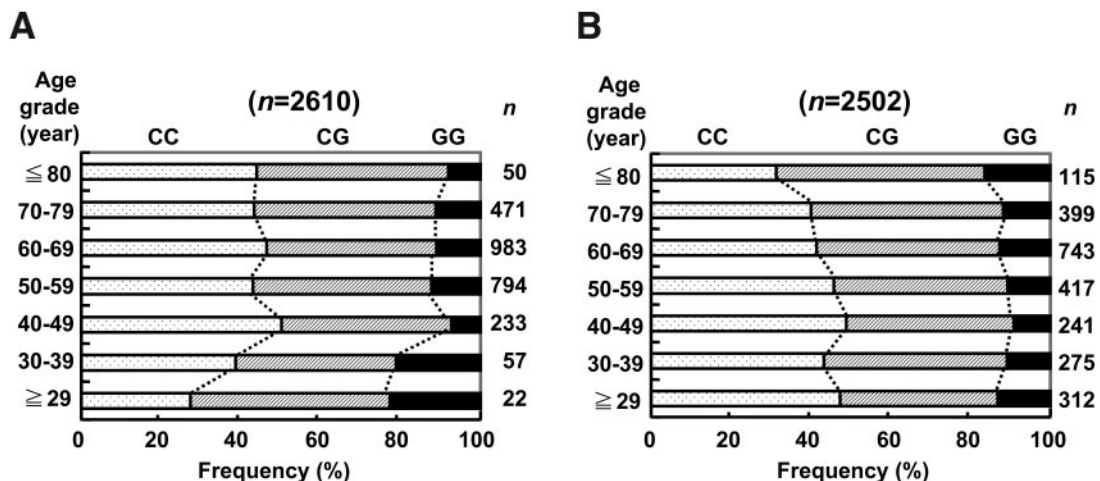 A
Age
grade
(year)
(n=2610)
n
CC CG GG
≦ 80 50
70-79 471
60-69 983
50-59 794
40-49 233
30-39 57
≧ 29 22
0 20 40 60 80 100
Frequency (%)
B
Age
grade
(year)
(n=2502)
n
CC CG GG
≦ 80 115
70-79 399
60-69 743
50-59 417
40-49 241
30-39 275
≧ 29 312
0 20 40 60 80 100
Frequency (%)